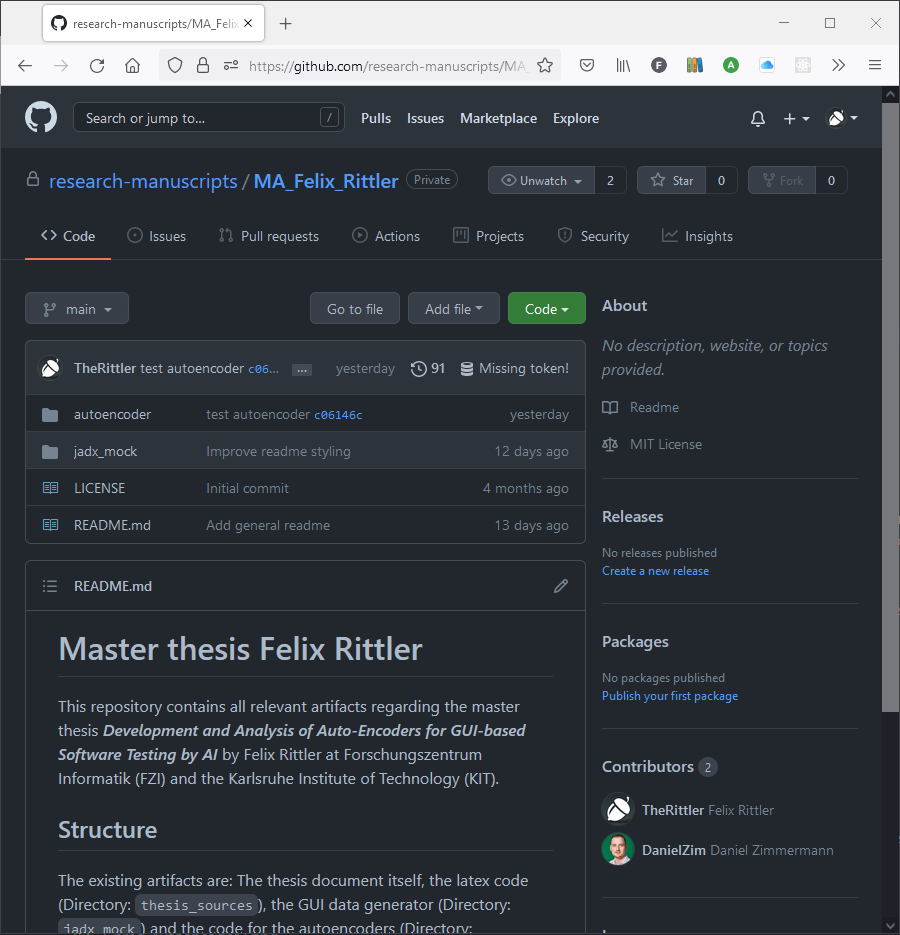 research-manuscripts/MA_Feli
https://github.com/research-manuscripts/MA_
F
A
Search or jump to...
/
Pulls
Issues
Marketplace
Explore
research-manuscripts / MA_Felix_Rittler
Private
Unwatch
2
Star
0
Fork
0
Code
Issues
Pull requests
Actions
Projects
Security
Insights
main
Go to file
Add file
Code
TheRittler test autoencoder c06...
...
yesterday
91
Missing token!
autoencoder
test autoencoder c06146c
yesterday
jadx_mock
Improve readme styling
12 days ago
LICENSE
Initial commit
4 months ago
README.md
Add general readme
13 days ago
README.md
Master thesis Felix Rittler
This repository contains all relevant artifacts regarding the master
thesis Development and Analysis of Auto-Encoders for GUI-based
Software Testing by AI by Felix Rittler at Forschungszentrum
Informatik (FZI) and the Karlsruhe Institute of Technology (KIT).
Structure
The existing artifacts are: The thesis document itself, the latex code
(Directory: thesis_sources), the GUI data generator (Directory:
jadx_mock) and the code for the autoencoders (Directory:
About
No description, website, or topics
provided.
Readme
MIT License
Releases
No releases published
Create a new release
Packages
No packages published
Publish your first package
Contributors 2
TheRittler Felix Rittler
DanielZim Daniel Zimmermann